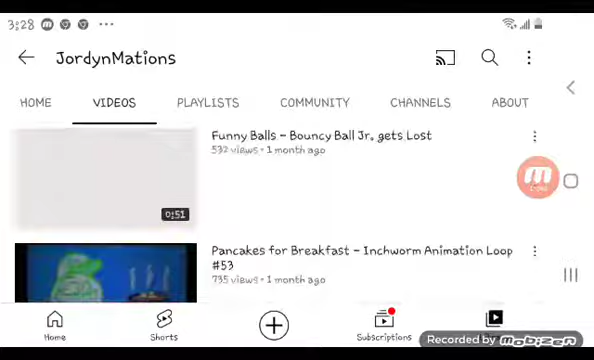 3:28
JordynMations
HOME VIDEOS PLAYLISTS COMMUNITY CHANNELS ABOUT
Funny Balls - Bouncy Ball Jr. gets Lost
532 views • 1 month ago
0:51
Pancakes for Breakfast - Inchworm Animation Loop
#53
735 views • 1 month ago
Home Shorts Subscriptions
Recorded by Mobizen